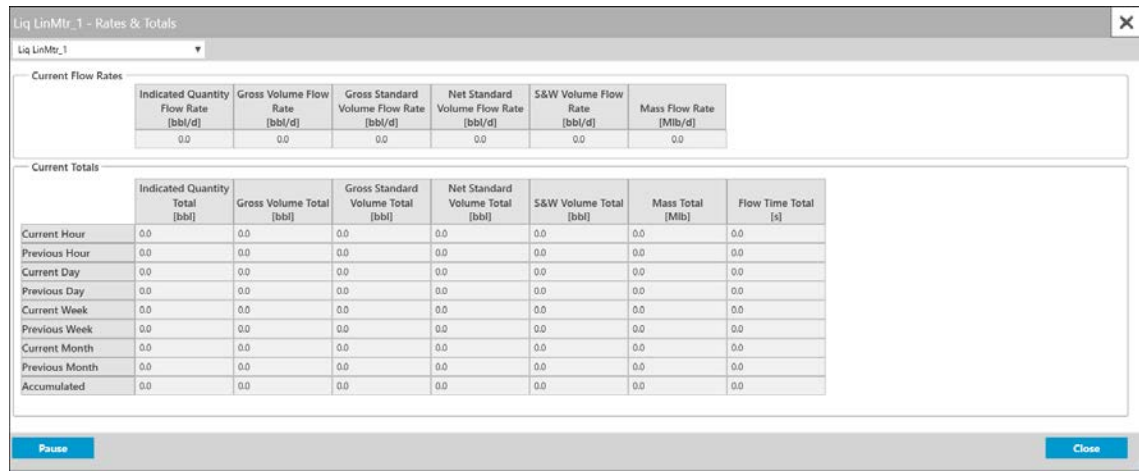 Liq LinMtr_1 - Rates & Totals
Liq LinMtr_1
Current Flow Rates
Indicated Quantity Flow Rate [bbl/d] Gross Volume Flow Rate [bbl/d] Gross Standard Volume Flow Rate [bbl/d] Net Standard Volume Flow Rate [bbl/d] S&W Volume Flow Rate [bbl/d] Mass Flow Rate [Mlb/d]
0.0 0.0 0.0 0.0 0.0 0.0
Current Totals
Indicated Quantity Total [bbl] Gross Volume Total [bbl] Gross Standard Volume Total [bbl] Net Standard Volume Total [bbl] S&W Volume Total [bbl] Mass Total [Mlb] Flow Time Total [s]
Current Hour 0.0 0.0 0.0 0.0 0.0 0.0 0.0
Previous Hour 0.0 0.0 0.0 0.0 0.0 0.0 0.0
Current Day 0.0 0.0 0.0 0.0 0.0 0.0 0.0
Previous Day 0.0 0.0 0.0 0.0 0.0 0.0 0.0
Current Week 0.0 0.0 0.0 0.0 0.0 0.0 0.0
Previous Week 0.0 0.0 0.0 0.0 0.0 0.0 0.0
Current Month 0.0 0.0 0.0 0.0 0.0 0.0 0.0
Previous Month 0.0 0.0 0.0 0.0 0.0 0.0 0.0
Accumulated 0.0 0.0 0.0 0.0 0.0 0.0 0.0
Pause Close